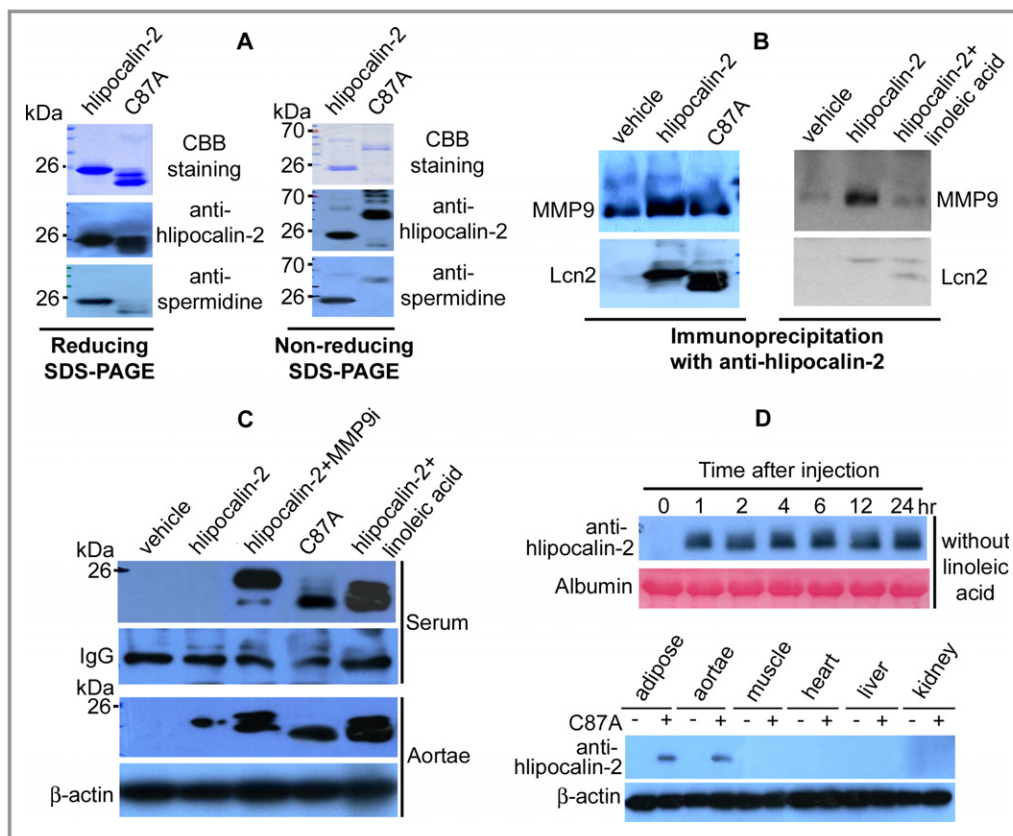 A
hlipocalin-2
C87A
kDa
26
CBB
staining
26
anti-
hlipocalin-2
26
anti-
spermidine
Reducing
SDS-PAGE
hlipocalin-2
C87A
kDa
70
26
CBB
staining
70
26
anti-
hlipocalin-2
70
26
anti-
spermidine
Non-reducing
SDS-PAGE
B
vehicle
hlipocalin-2
C87A
MMP9
Lcn2
vehicle
hlipocalin-2
hlipocalin-2+
linoleic acid
MMP9
Lcn2
Immunoprecipitation
with anti-hlipocalin-2
C
vehicle
hlipocalin-2
hlipocalin-2+MMP9i
C87A
hlipocalin-2+
linoleic acid
kDa
26
Serum
IgG
kDa
26
Aortae
β-actin
D
Time after injection
0 1 2 4 6 12 24 hr
anti-
hlipocalin-2
Albumin
without
linoleic
acid
adipose aortae muscle heart liver kidney
- + - + - + - + - + - +
C87A
anti-
hlipocalin-2
β-actin